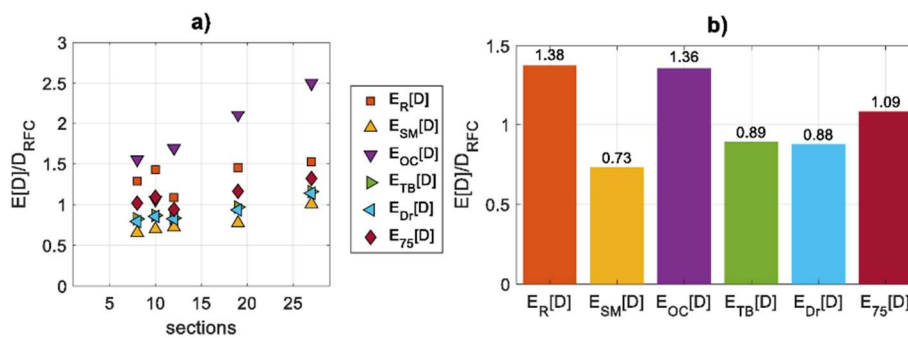 a)
E[D]/D_RFC
3
2.5
2
1.5
1
0.5
0
5 10 15 20 25
sections
E_R[D]
E_SM[D]
E_OC[D]
E_TB[D]
E_Dr[D]
E_75[D]
b)
E[D]/D_RFC
1.5
1
0.5
0
1.38 0.73 1.36 0.89 0.88 1.09
E_R[D] E_SM[D] E_OC[D] E_TB[D] E_Dr[D] E_75[D]